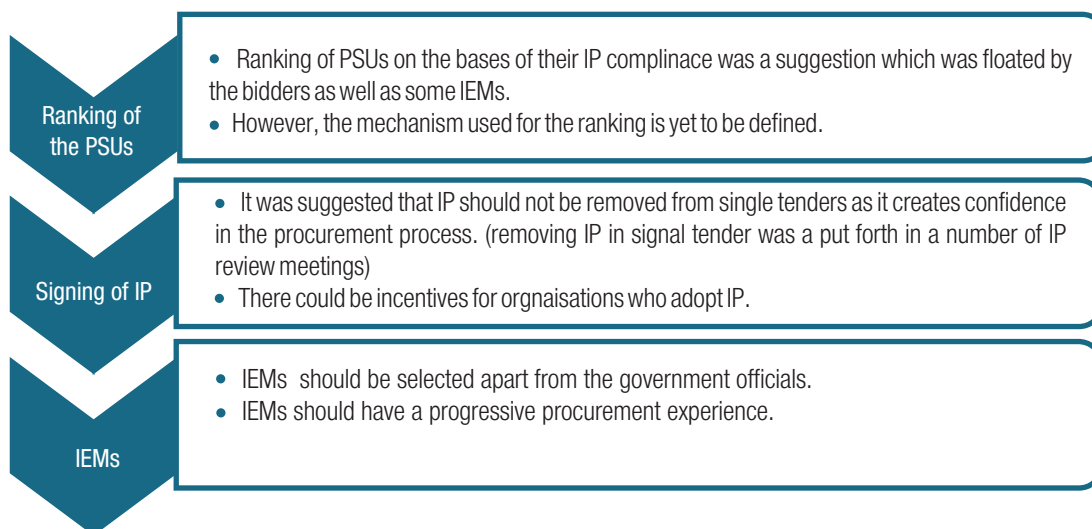 Ranking of
the PSUs
• Ranking of PSUs on the bases of their IP complinace was a suggestion which was floated by
the bidders as well as some IEMs.
• However, the mechanism used for the ranking is yet to be defined.
Signing of IP
• It was suggested that IP should not be removed from single tenders as it creates confidence
in the procurement process. (removing IP in signal tender was a put forth in a number of IP
review meetings)
• There could be incentives for orgnaisations who adopt IP.
IEMs
• IEMs should be selected apart from the government officials.
• IEMs should have a progressive procurement experience.